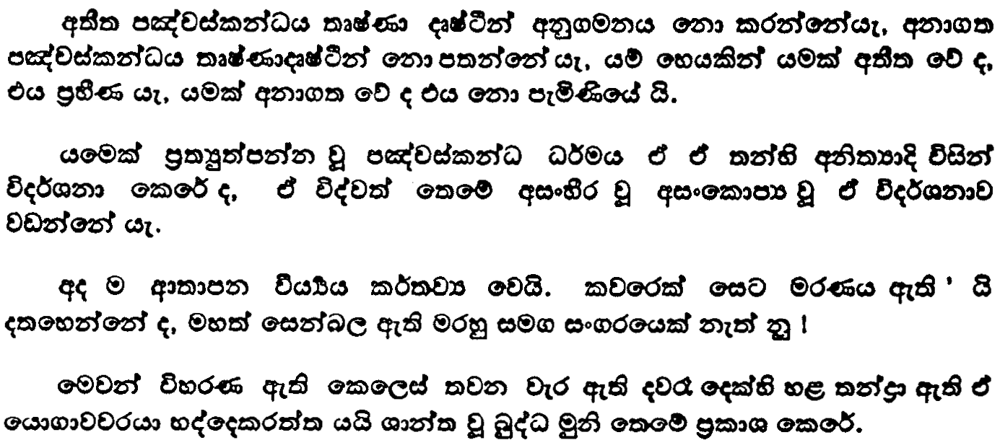 අතීත පඤ්චස්කන්ධය තෘෂ්ණා දෘෂ්ටීන් අනුගමනය නො කරන්නේයැ, අනාගත
පඤ්චස්කන්ධය තෘෂ්ණාදෘෂ්ටීන් නො පතන්නේ යැ, යම් හෙයකින් යමක් අතීත වේ ද,
එය ප්‍රහීණ යැ, යමක් අනාගත වේ ද එය නො පැමිණියේ යි.
යමෙක් ප්‍රත්‍යුත්පන්න වූ පඤ්චස්කන්ධ ධර්මය ඒ ඒ තන්හි අනිත්‍යාදි විසින්
විදර්ශනා කෙරේ ද, ඒ විද්වත් තෙමේ අසංහීර වූ අසංකොප්‍ය වූ ඒ විදර්ශනාව
වඩන්නේ යැ.
අද ම ආතාපන වීර්‍ය්‍යය කර්තව්‍ය වෙයි. කවරෙක් සෙට මරණය ඇති’ යි
දනහෙන්නේ ද, මහත් සෙන්බල ඇති මරහු සමග සංගරයෙක් නැත් නු !
මෙවන් විහරණ ඇති කෙලෙස් තවන වැර ඇති දවරෑ දෙක්හි හළ තන්ද්‍රා ඇති ඒ
යොගාවචරයා භද්දෙකරත්ත යයි ශාන්ත වූ බුද්ධ මුනි තෙමේ ප්‍රකාශ කෙරේ.